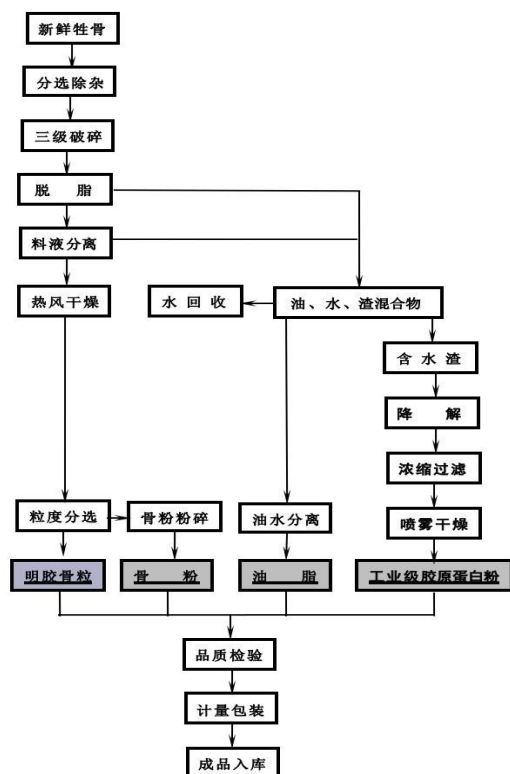 新鲜牲骨
分选除杂
三级破碎
脱 脂
料液分离
热风干燥
水 回 收
油、水、渣混合物
含 水 渣
降 解
浓缩过滤
粒度分选
骨粉粉碎
油水分离
喷雾干燥
明胶骨粒
骨 粉
油 脂
工业级胶原蛋白粉
品质检验
计量包装
成品入库